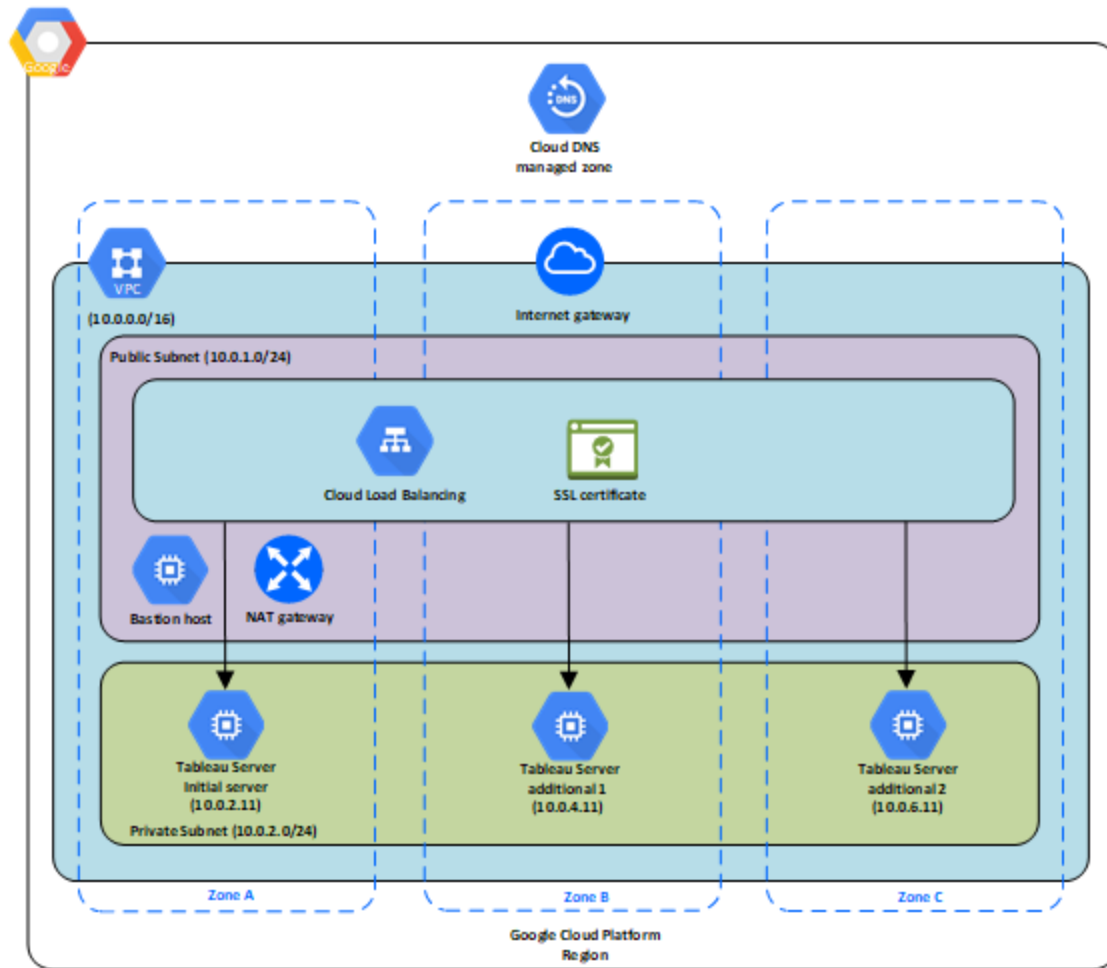 Google
DNS
Cloud DNS
managed zone
VPC
(10.0.0.0/16)
Internet gateway
Public Subnet (10.0.1.0/24)
Cloud Load Balancing
SSL certificate
Bastion host
NAT gateway
Tableau Server
Initial server
(10.0.2.11)
Tableau Server
additional 1
(10.0.4.11)
Tableau Server
additional 2
(10.0.6.11)
Private Subnet (10.0.2.0/24)
Zone A
Zone B
Zone C
Google Cloud Platform
Region